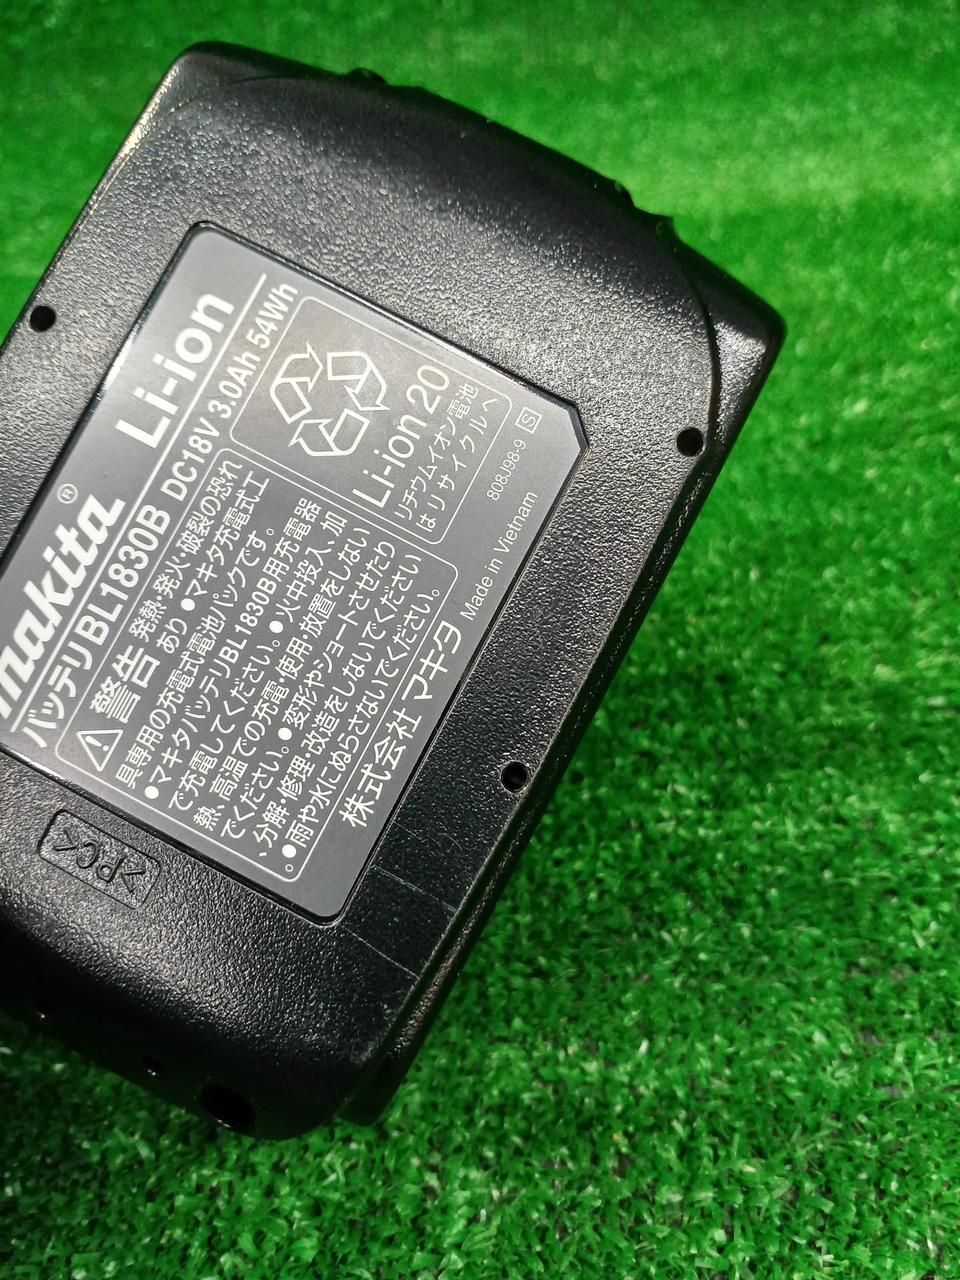 makita® Li-ion
バッテリBL1830B DC18V 3.0Ah 54Wh
警告 発熱・発火・破裂の恐れ
あり ●マキタ充電式工
具専用の充電式電池パックです。
●マキタバッテリBL1830B用充電器
で充電してください。●火中投入、加
熱、高温での充電・使用・放置をしない
でください。●変形やショートさせたり
、分解・修理・改造をしないでください
。●雨や水にぬらさないでください。
Li-ion 20
リチウムイオン電池
はリサイクルへ
株式会社 マキタ
808J98-9 S
Made in Vietnam
>PC<